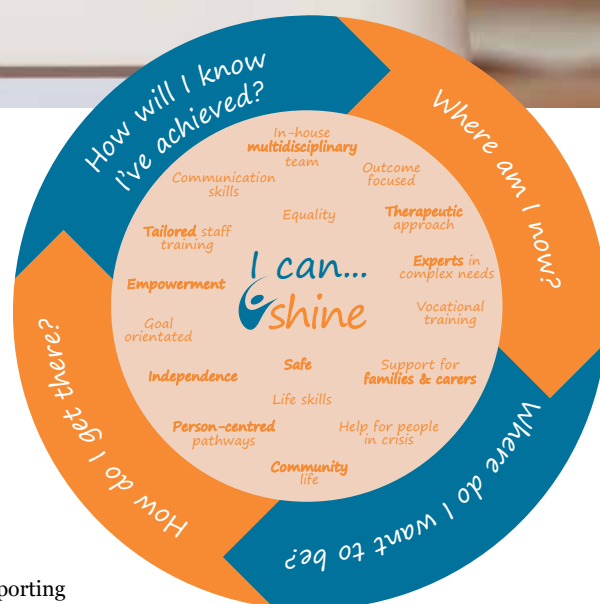 How will I know
I've achieved?
Where am I now?
Where do I want to be?
How do I get there?
In-house
multidisciplinary
team
Communication
skills
Outcome
focused
Equality
Tailored staff
training
Therapeutic
approach
I can...
shine
Empowerment
Experts in
complex needs
Goal
orientated
Vocational
training
Independence
Safe
Support for
families & carers
Life skills
Person-centred
pathways
Help for people
in crisis
Community
life